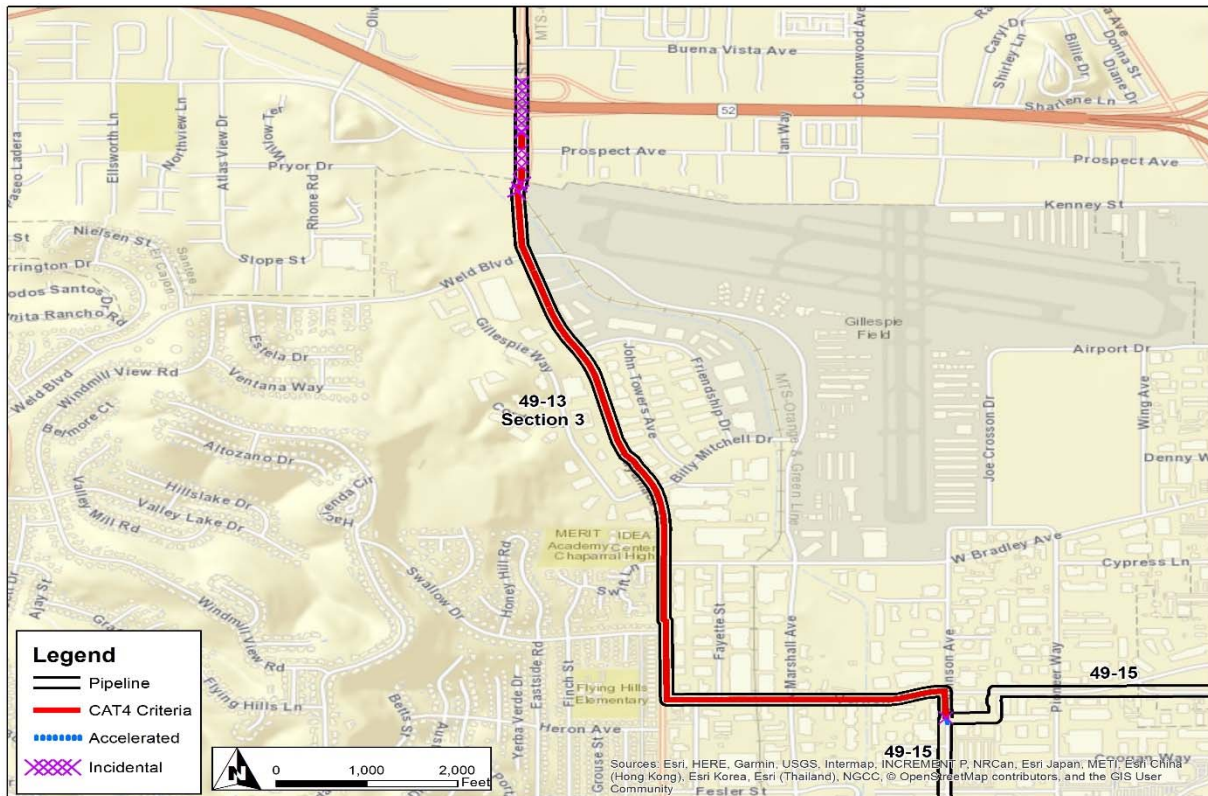 Buena Vista Ave
Cottonwood Ave
Caryl Dr
Shirley Ln
Billie Dr
Donna St
Diane Dr
Sharlene Ln
52
Ian Way
Prospect Ave
Prospect Ave
Kenney St
Paseo Ladera
Ellsworth Ln
Northview Ln
Atlas View Dr
Pryor Dr
Rhone Rd
Slope St
Nielsen St
El Cajon
Santee
Weld Blvd
Gillespie Way
Estela Dr
Ventana Way
Weld Blvd
Windmill View Rd
Belmore Ct
Altozano Dr
Hillslake Dr
Valley Lake Dr
Valley Mill Rd
49-13
Section 3
John Towers Ave
Friendship Dr
Billy Mitchell Dr
MTS-Orange & Green Line
Gillespie
Field
Airport Dr
Joe Crosson Dr
Wing Ave
W Bradley Ave
Cypress Ln
MERIT
Academy
Chaparral High
IDEA
Center
Honey Hill Rd
Swallow Dr
Windmill View Rd
Flying Hills Ln
Ajay St
Yerba Verde Dr
Eastside Rd
Finch St
Flying Hills
Elementary
Heron Ave
Grouse St
Fayette St
Marshall Ave
Pioneer Way
49-15
49-15
Fesler St
Legend
Pipeline
CAT4 Criteria
Accelerated
Incidental
N
0 1,000 2,000
Feet
Sources: Esri, HERE, Garmin, USGS, Intermap, INCREMENT P, NRCan, Esri Japan, METI, Esri China
(Hong Kong), Esri Korea, Esri (Thailand), NGCC, © OpenStreetMap contributors, and the GIS User
Community